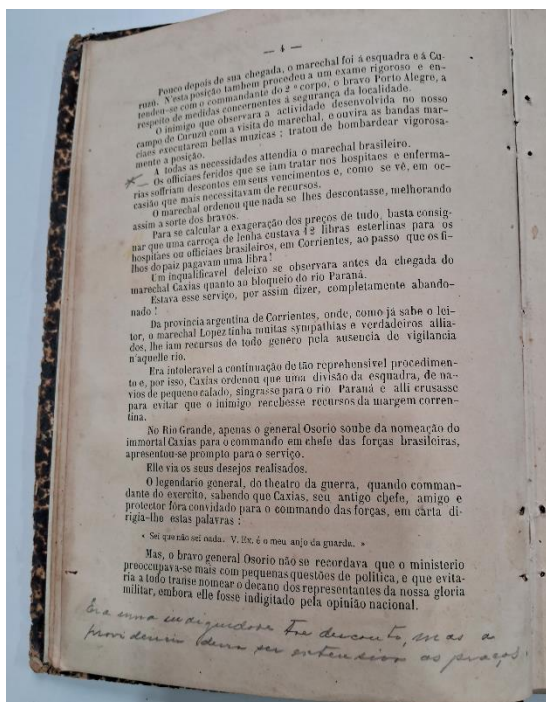 — 4 —
Pouco depois de sua chegada, o marechal foi á esquadra e á Cu-
ruzú. N'esta posição tambem procedeu a um exame rigoroso e en-
tendeu-se com o commandante do 2º corpo, o bravo Porto Alegre, a
respeito de medidas concernentes á segurança da localidade.
O inimigo que observara a actividade desenvolvida no nosso
campo de Curuzú com a visita do marechal, e ouvira as bandas mar-
ciaes executarem bellas muzicas ; tratou de bombardear vigorosa-
mente a posição.
A todas as necessidades attendia o marechal brasileiro.
— Os officiaes feridos que se iam tratar nos hospitaes e enferma-
rias soffriam descontos em seus vencimentos e, como se vê, em oc-
casião que mais necessitavam de recursos.
O marechal ordenou que nada se lhes descontasse, melhorando
assim a sorte dos bravos.
Para se calcular a exageração dos preços de tudo, basta consig-
nar que uma carroça de lenha custava 12 libras esterlinas para os
hospitaes ou officiaes brasileiros, em Corrientes, ao passo que os fi-
lhos do paiz pagavam uma libra!
Um inqualificavel deleixo se observara antes da chegada do
marechal Caxias quanto ao bloqueio do rio Paraná.
Estava esse serviço, por assim dizer, completamente abando-
nado !
Da provincia argentina de Corrientes, onde, como já sabe o lei-
tor, o marechal Lopez tinha muitas sympathias e verdadeiros allia-
dos, lhe iam recursos de todo genero pela ausencia de vigilancia
n'aquelle rio.
Era intoleravel a continuação de tão reprehensivel procedimen-
to e, por isso, Caxias ordenou que uma divisão da esquadra, de na-
vios de pequeno calado, singrasse para o rio Paraná e alli crusasse
para evitar que o inimigo recebesse recursos da margem corren-
tina.
No Rio Grande, apenas o general Osorio soube da nomeação do
immortal Caxias para o commando em chefe das forças brasileiras,
apresentou-se prompto para o serviço.
Elle via os seus desejos realisados.
O legendario general, do theatro da guerra, quando comman-
dante do exercito, sabendo que Caxias, seu antigo chefe, amigo e
protector fóra convidado para o commando das forças, em carta di-
rigia-lhe estas palavras :
« Sei que não sei nada. V. Ex. é o meu anjo da guarda. »
Mas, o bravo general Osorio não se recordava que o ministerio
preoccupava-se mais com pequenas questões de politica, e que evita-
ria a todo transe nomear o decano dos representantes da nossa gloria
militar, embora elle fosse indigitado pela opinião nacional.
Era uma desconto, mas a
providencia devia ser extensiva as praças.